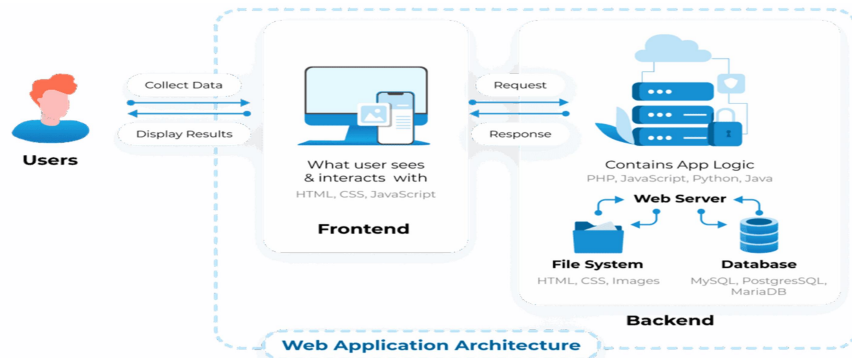 Collect Data
Display Results
Users
What user sees
& interacts with
HTML, CSS, JavaScript
Frontend
Request
Response
Contains App Logic
PHP, JavaScript, Python, Java
Web Server
File System
HTML, CSS, Images
Database
MySQL, PostgresSQL,
MariaDB
Backend
Web Application Architecture